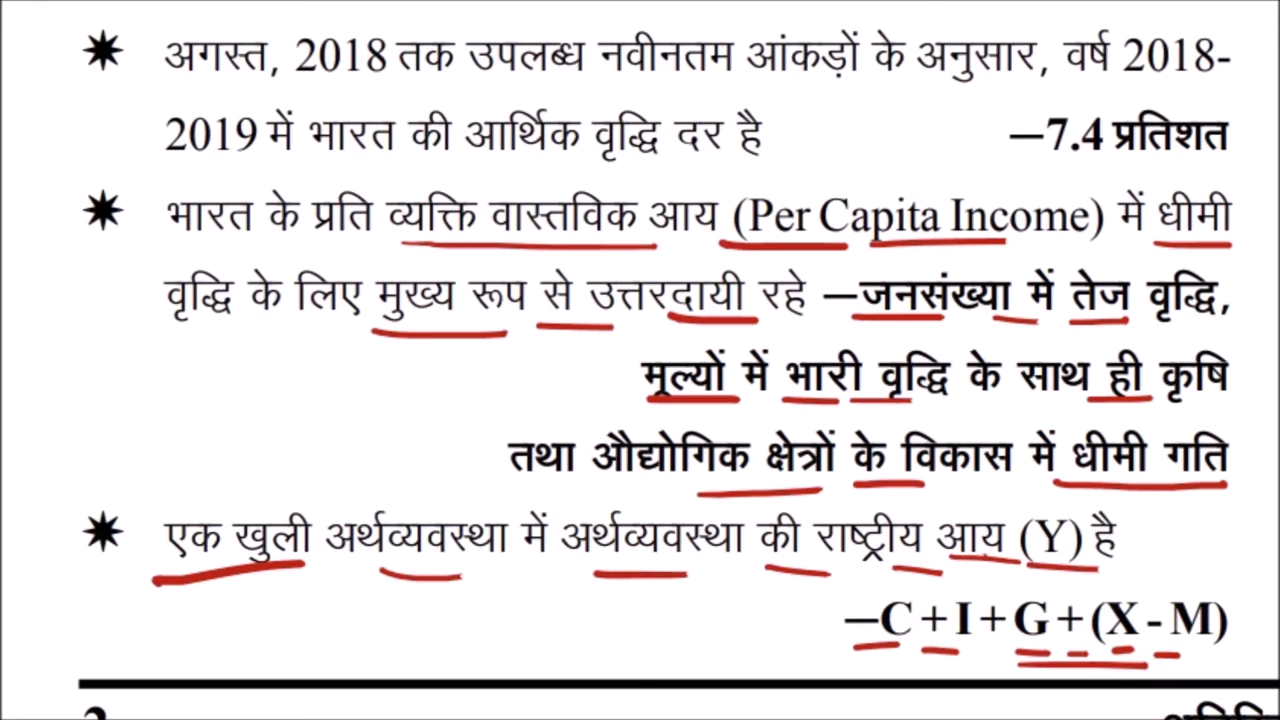 ✷ अगस्त, 2018 तक उपलब्ध नवीनतम आंकड़ों के अनुसार, वर्ष 2018-
2019 में भारत की आर्थिक वृद्धि दर है —7.4 प्रतिशत
✷ भारत के प्रति व्यक्ति वास्तविक आय (Per Capita Income) में धीमी
वृद्धि के लिए मुख्य रूप से उत्तरदायी रहे —जनसंख्या में तेज वृद्धि,
मूल्यों में भारी वृद्धि के साथ ही कृषि
तथा औद्योगिक क्षेत्रों के विकास में धीमी गति
✷ एक खुली अर्थव्यवस्था में अर्थव्यवस्था की राष्ट्रीय आय (Y) है
—C + I + G + (X - M)